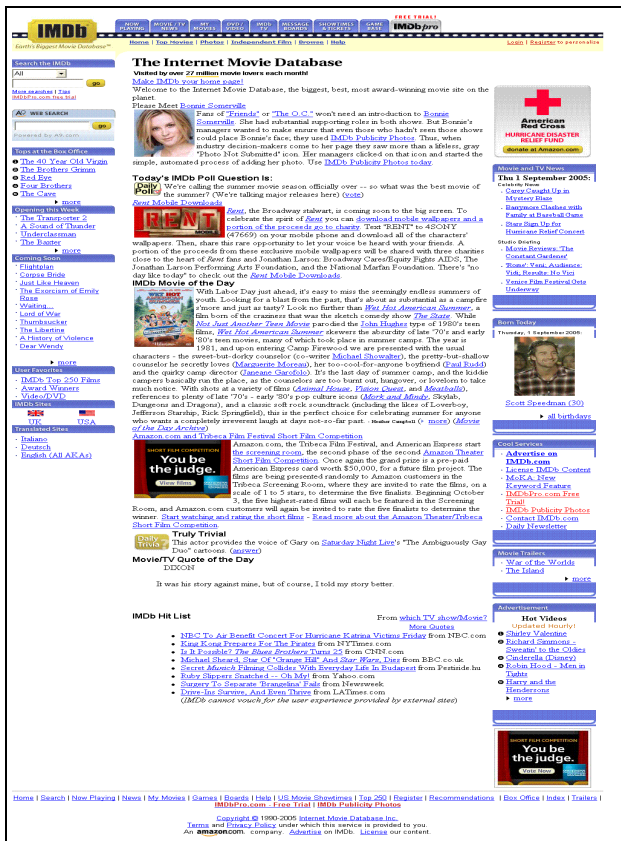 FREE TRIAL!
NOW PLAYING
MOVIE / TV NEWS
MY MOVIES
DVD / VIDEO
IMDb TV
MESSAGE BOARDS
SHOWTIMES & TICKETS
GAME BASE
IMDb pro
IMDb
Earth's Biggest Movie Database™
Home | Top Movies | Photos | Independent Film | Browse | Help
Login | Register to personalize
Search the IMDb
All
go
More searches | Tips
IMDbPro.com free trial
A9 WEB SEARCH
go
Powered by A9.com
Tops at the Box Office
The 40 Year Old Virgin
The Brothers Grimm
Red Eye
Four Brothers
The Cave
more
Opening this Week
The Transporter 2
A Sound of Thunder
Underclassman
The Baxter
more
Coming Soon
Flightplan
Corpse Bride
Just Like Heaven
The Exorcism of Emily
Rose
Waiting...
Lord of War
Thumbsucker
The Libertine
A History of Violence
Dear Wendy
more
User Favorites
IMDb Top 250 Films
Award Winners
Video/DVD
IMDb Sites
UK USA
Translated Sites
Italiano
Deutsch
English (All AKAs)
The Internet Movie Database
Visited by over 27 million movie lovers each month!
Make IMDb your home page!
Welcome to the Internet Movie Database, the biggest, best, most award-winning movie site on the
planet.
Please Meet Bonnie Somerville
Fans of "Friends" or "The O.C." won't need an introduction to Bonnie
Somerville. She had substantial supporting roles in both shows. But Bonnie's
managers wanted to make ensure that even those who hadn't seen those shows
could place Bonnie's face; they used IMDb Publicity Photos. Thus, when
industry decision-makers come to her page they saw more than a lifeless, gray
"Photo Not Submitted" icon. Her managers clicked on that icon and started the
simple, automated process of adding her photo. Use IMDb Publicity Photos today.
Today's IMDb Poll Question Is:
Daily Poll
We're calling the summer movie season officially over -- so what was the best movie of
the summer? (We're talking major releases here) (vote)
Rent Mobile Downloads
RENT
MOBILE
Rent, the Broadway stalwart, is coming soon to the big screen. To
celebrate the spirit of Rent you can download mobile wallpapers and a
portion of the proceeds go to charity. Text "RENT" to 4SONY
(47669) on your mobile phone and download all of the characters'
wallpapers. Then, share this rare opportunity to let your voice be heard with your friends. A
portion of the proceeds from these exclusive mobile wallpapers will be shared with three charities
close to the heart of Rent fans and Jonathan Larson: Broadway Cares/Equity Fights AIDS, The
Jonathan Larson Performing Arts Foundation, and the National Marfan Foundation. There's "no
day like today" to check out the Rent Mobile Downloads.
IMDb Movie of the Day
With Labor Day just ahead, it's easy to miss the seemingly endless summers of
youth. Looking for a blast from the past, that's about as substantial as a campfire
s'more and just as tasty? Look no further than Wet Hot American Summer, a
film born of the craziness that was the sketch comedy show The State. While
Not Just Another Teen Movie parodied the John Hughes type of 1980's teen
films, Wet Hot American Summer skewers the absurdity of late '70's and early
'80's teen movies, many of which took place in summer camps. The year is
1981, and upon entering Camp Firewood we are presented with the usual
characters - the sweet-but-dorky counselor (co-writer Michael Showalter), the pretty-but-shallow
counselor he secretly loves (Marguerite Moreau), her too-cool-for-anyone boyfriend (Paul Rudd)
and the quirky camp director (Janeane Garofolo). It's the last day of summer camp, and the kidded
campers basically run the place, as the counselors are too burnt out, hungover, or lovelorn to take
much notice. With shots at a variety of films (Animal House, Vision Quest, and Meatballs),
references to plenty of late '70's - early '80's pop culture icons (Mork and Mindy, Skylab,
Dungeons and Dragons), and a classic soft rock soundtrack (including the likes of Loverboy,
Jefferson Starship, Rick Springfield), this is the perfect choice for celebrating summer for anyone
who wants a completely irreverent laugh at days not-so-far past. - Heather Campbell (+ more) (Movie
of the Day Archive)
Amazon.com and Tribeca Film Festival Short Film Competition
SHORT FILM COMPETITION
You be
the judge.
View films
Amazon.com, the Tribeca Film Festival, and American Express start
the screening room, the second phase of the second Amazon Theater
Short Film Competition. Once again the grand prize is a pre-paid
American Express card worth $50,000, for a future film project. The
films are being presented randomly to Amazon customers in the
Tribeca Screening Room, where they are invited to rate the films, on a
scale of 1 to 5 stars, to determine the five finalists. Beginning October
3, the five highest-rated films will each be featured in the Screening
Room, and Amazon.com customers will again be invited to rate the five finalists to determine the
winner. Start watching and rating the short films - Read more about the Amazon Theater/Tribeca
Short Film Competition.
Truly Trivial
Daily Trivia
This actor provides the voice of Gary on Saturday Night Live's "The Ambiguously Gay
Duo" cartoons. (answer)
Movie/TV Quote of the Day
DIXON
It was his story against mine, but of course, I told my story better.
From which TV show/Movie?
More Quotes
IMDb Hit List
NBC To Air Benefit Concert For Hurricane Katrina Victims Friday from NBC.com
King Kong Prepares For The Pirates from NYTimes.com
Is It Possible? The Blues Brothers Turns 25 from CNN.com
Michael Sheard, Star Of "Grange Hill" And Star Wars, Dies from BBC.co.uk
Secret Munich Filming Collides With Everyday Life In Budapest from Pestiside.hu
Ruby Slippers Snatched -- Oh My! from Yahoo.com
Surgery To Separate 'Brangelina' Fails from Newsweek
Drive-Ins Survive, And Even Thrive from LATimes.com
(IMDb cannot vouch for the user experience provided by external sites)
American
Red Cross
HURRICANE DISASTER
RELIEF FUND
donate at Amazon.com
Movie and TV News
Thu 1 September 2005:
Celebrity News
Carey Caught Up in
Mystery Blaze
Barrymore Clashes with
Family at Baseball Game
Stars Sign Up for
Hurricane Relief Concert
Studio Briefing
Movie Reviews: 'The
Constant Gardener'
'Rome': Veni, Audience;
Vidi, Results: No Vici
Venice Film Festival Gets
Underway
Born Today
Thursday, 1 September 2005:
Scott Speedman (30)
all birthdays
Cool Services
Advertise on
IMDb.com
License IMDb Content
MoKA: New
Keyword Feature
IMDbPro.com Free
Trial!
IMDb Publicity Photos
Contact IMDb.com
Daily Newsletter
Movie Trailers
War of the Worlds
The Island
more
Advertisement
Hot Videos
Updated Hourly!
Shirley Valentine
Richard Simmons -
Sweatin' to the Oldies
Cinderella (Disney)
Robin Hood - Men in
Tights
Harry and the
Hendersons
more
SHORT FILM COMPETITION
You be
the judge.
Vote Now
Home | Search | Now Playing | News | My Movies | Games | Boards | Help | US Movie Showtimes | Top 250 | Register | Recommendations | Box Office | Index | Trailers |
IMDbPro.com - Free Trial | IMDb Publicity Photos
Copyright © 1990-2005 Internet Movie Database Inc.
Terms and Privacy Policy under which this service is provided to you.
An amazon.com. company. Advertise on IMDb. License our content.